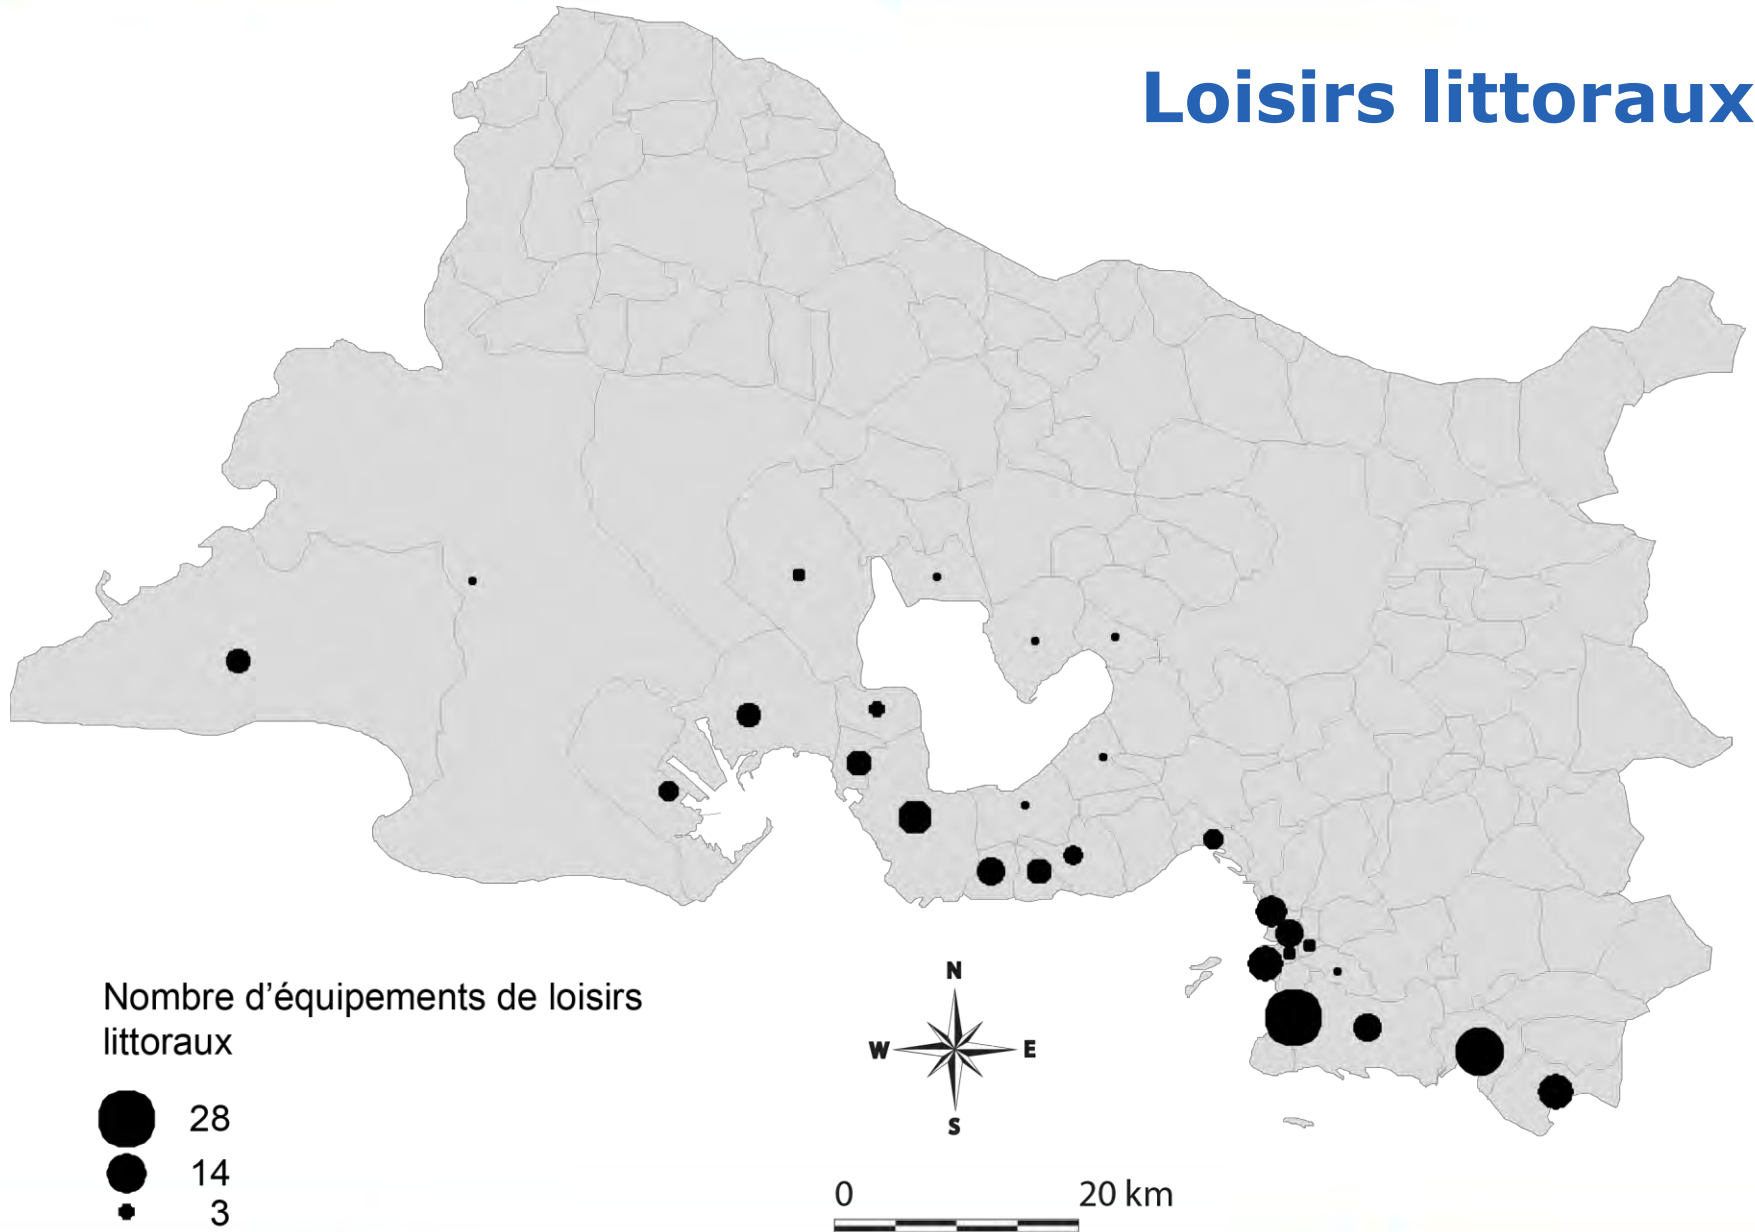 Loisirs littoraux
Nombre d’équipements de loisirs
littoraux
28
14
3
N
W
E
S
0
20 km